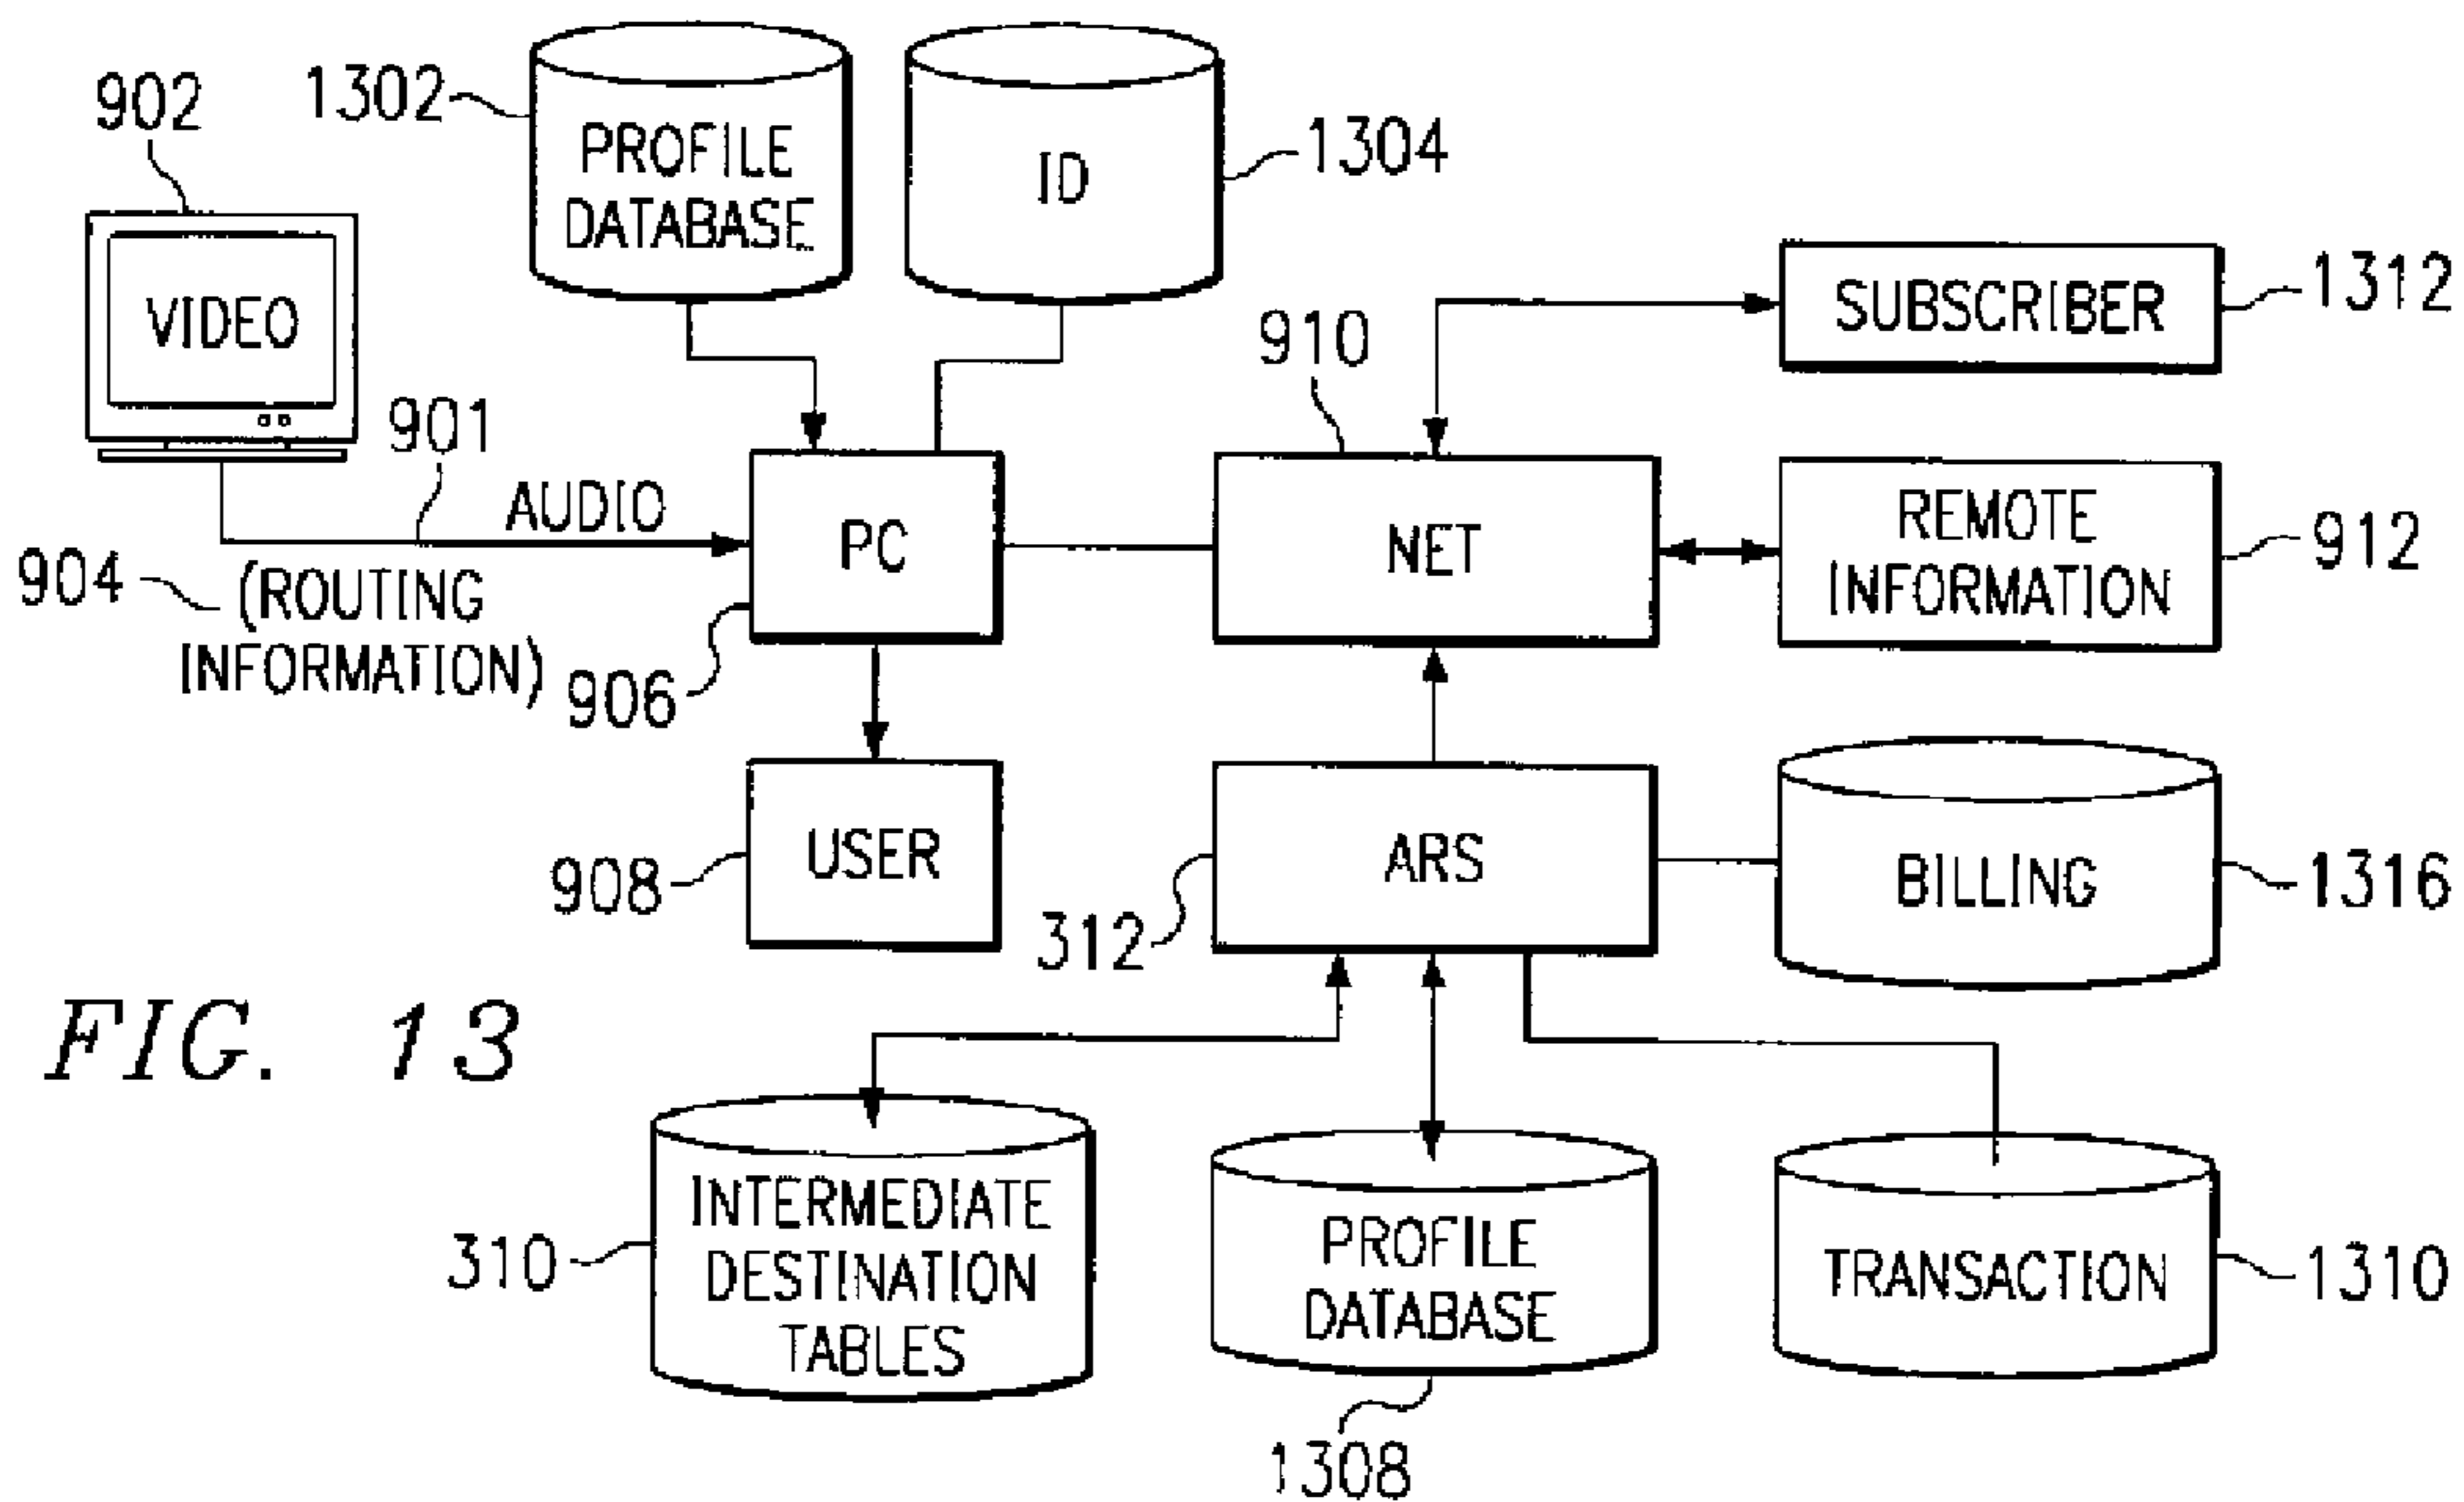 902
1302
PROFILE
DATABASE
ID
1304
VIDEO
901
AUDIO
904
(ROUTING
INFORMATION)
PC
906
910
NET
SUBSCRIBER
1312
REMOTE
INFORMATION
912
USER
908
ARS
312
BILLING
1316
FIG. 13
310
INTERMEDIATE
DESTINATION
TABLES
PROFILE
DATABASE
1308
TRANSACTION
1310